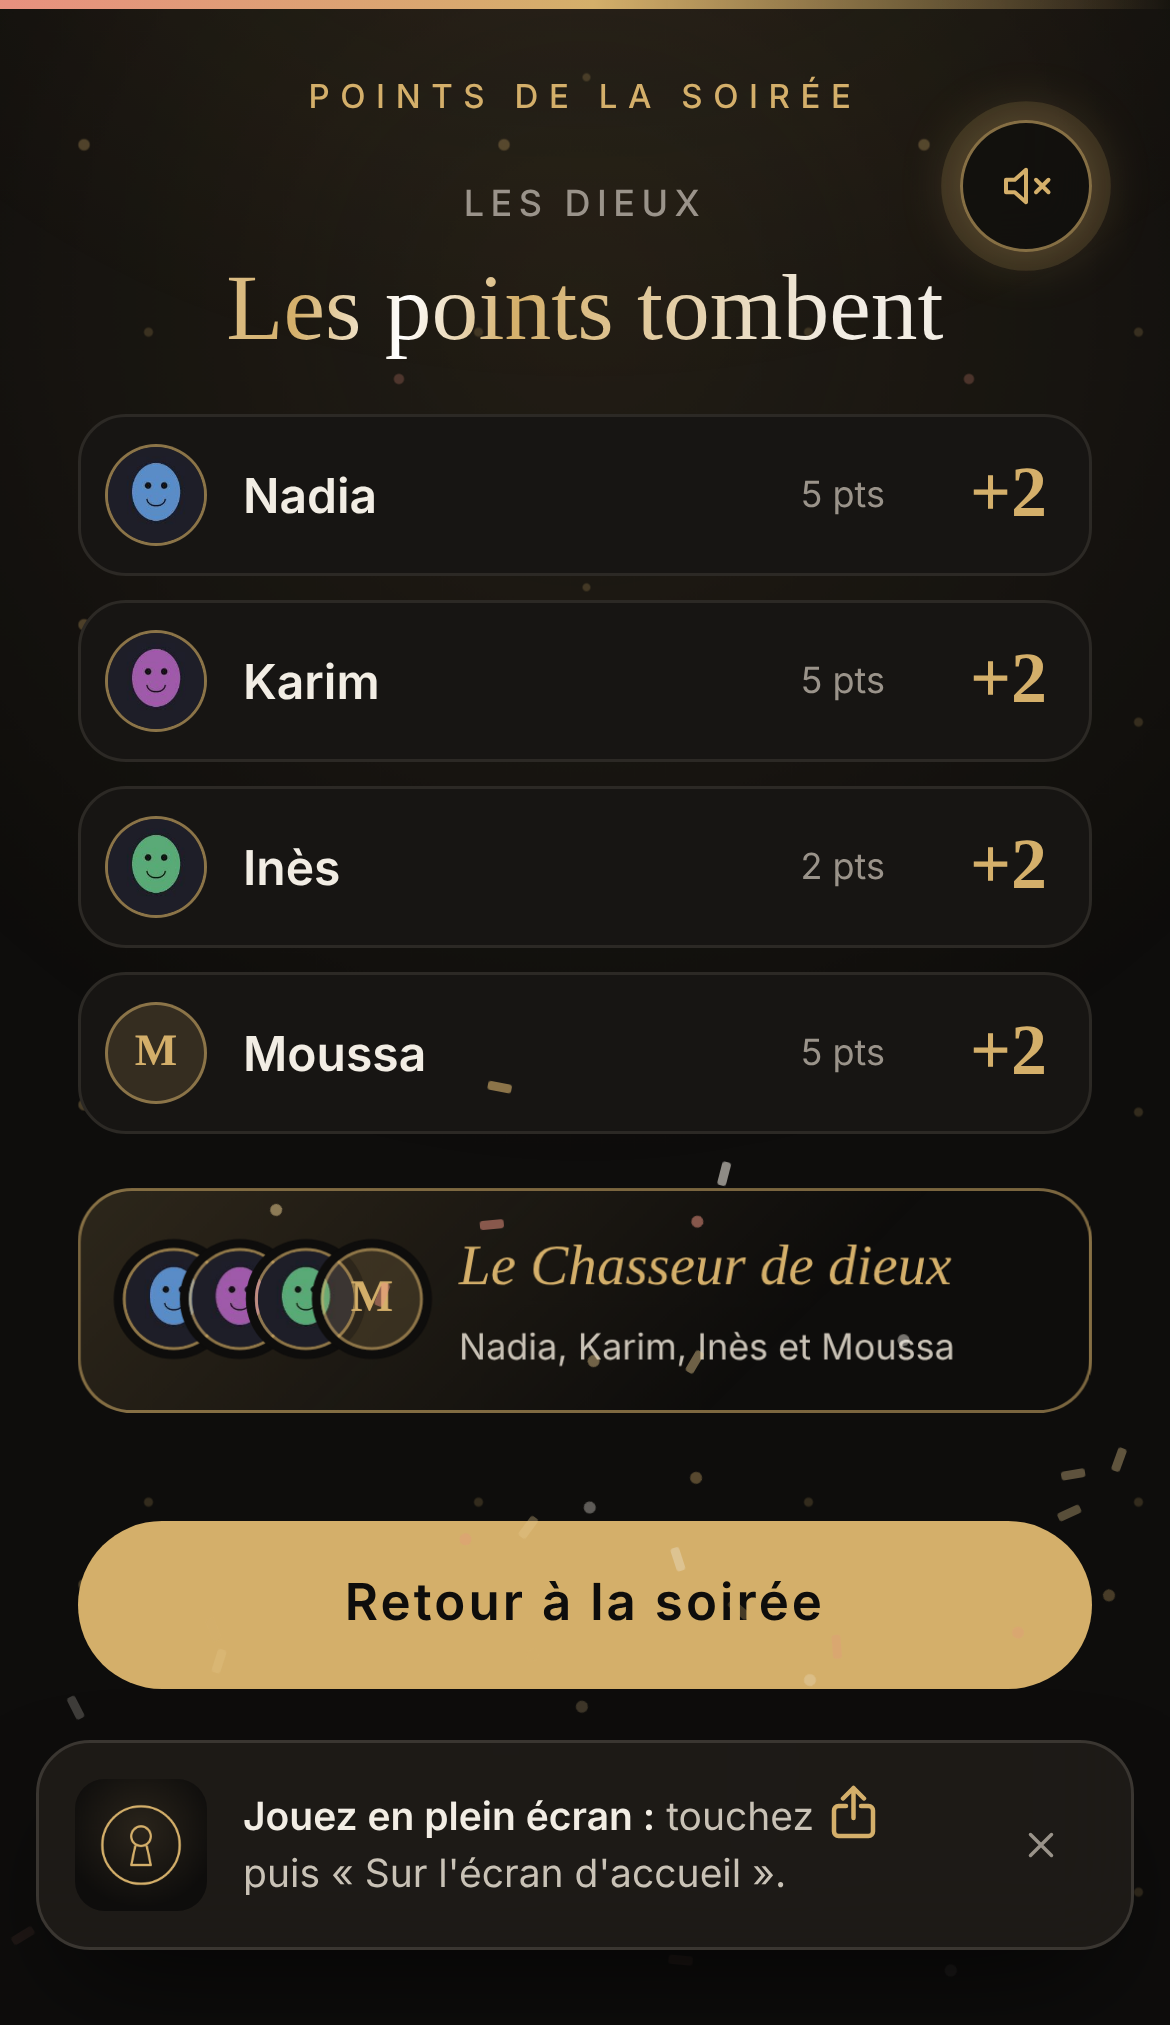 POINTS DE LA SOIRÉE
LES DIEUX
Les points tombent
Nadia 5 pts +2
Karim 5 pts +2
Inès 2 pts +2
M Moussa 5 pts +2
M
Le Chasseur de dieux
Nadia, Karim, Inès et Moussa
Retour à la soirée
Jouez en plein écran : touchez
puis « Sur l'écran d'accueil ».